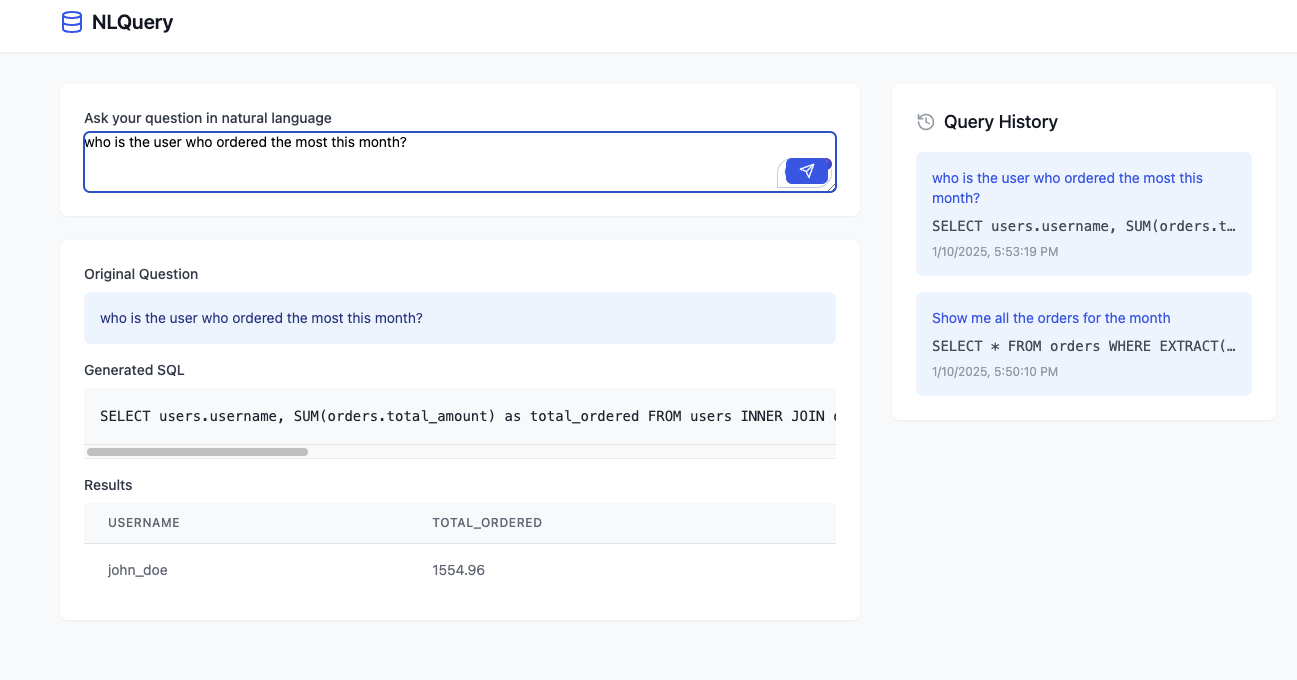 NLQuery
Ask your question in natural language
who is the user who ordered the most this month?
Original Question
who is the user who ordered the most this month?
Generated SQL
SELECT users.username, SUM(orders.total_amount) as total_ordered FROM users INNER JOIN
Results
USERNAME TOTAL_ORDERED
john_doe 1554.96
Query History
who is the user who ordered the most this
month?
SELECT users.username, SUM(orders.t…
1/10/2025, 5:53:19 PM
Show me all the orders for the month
SELECT * FROM orders WHERE EXTRACT(…
1/10/2025, 5:50:10 PM